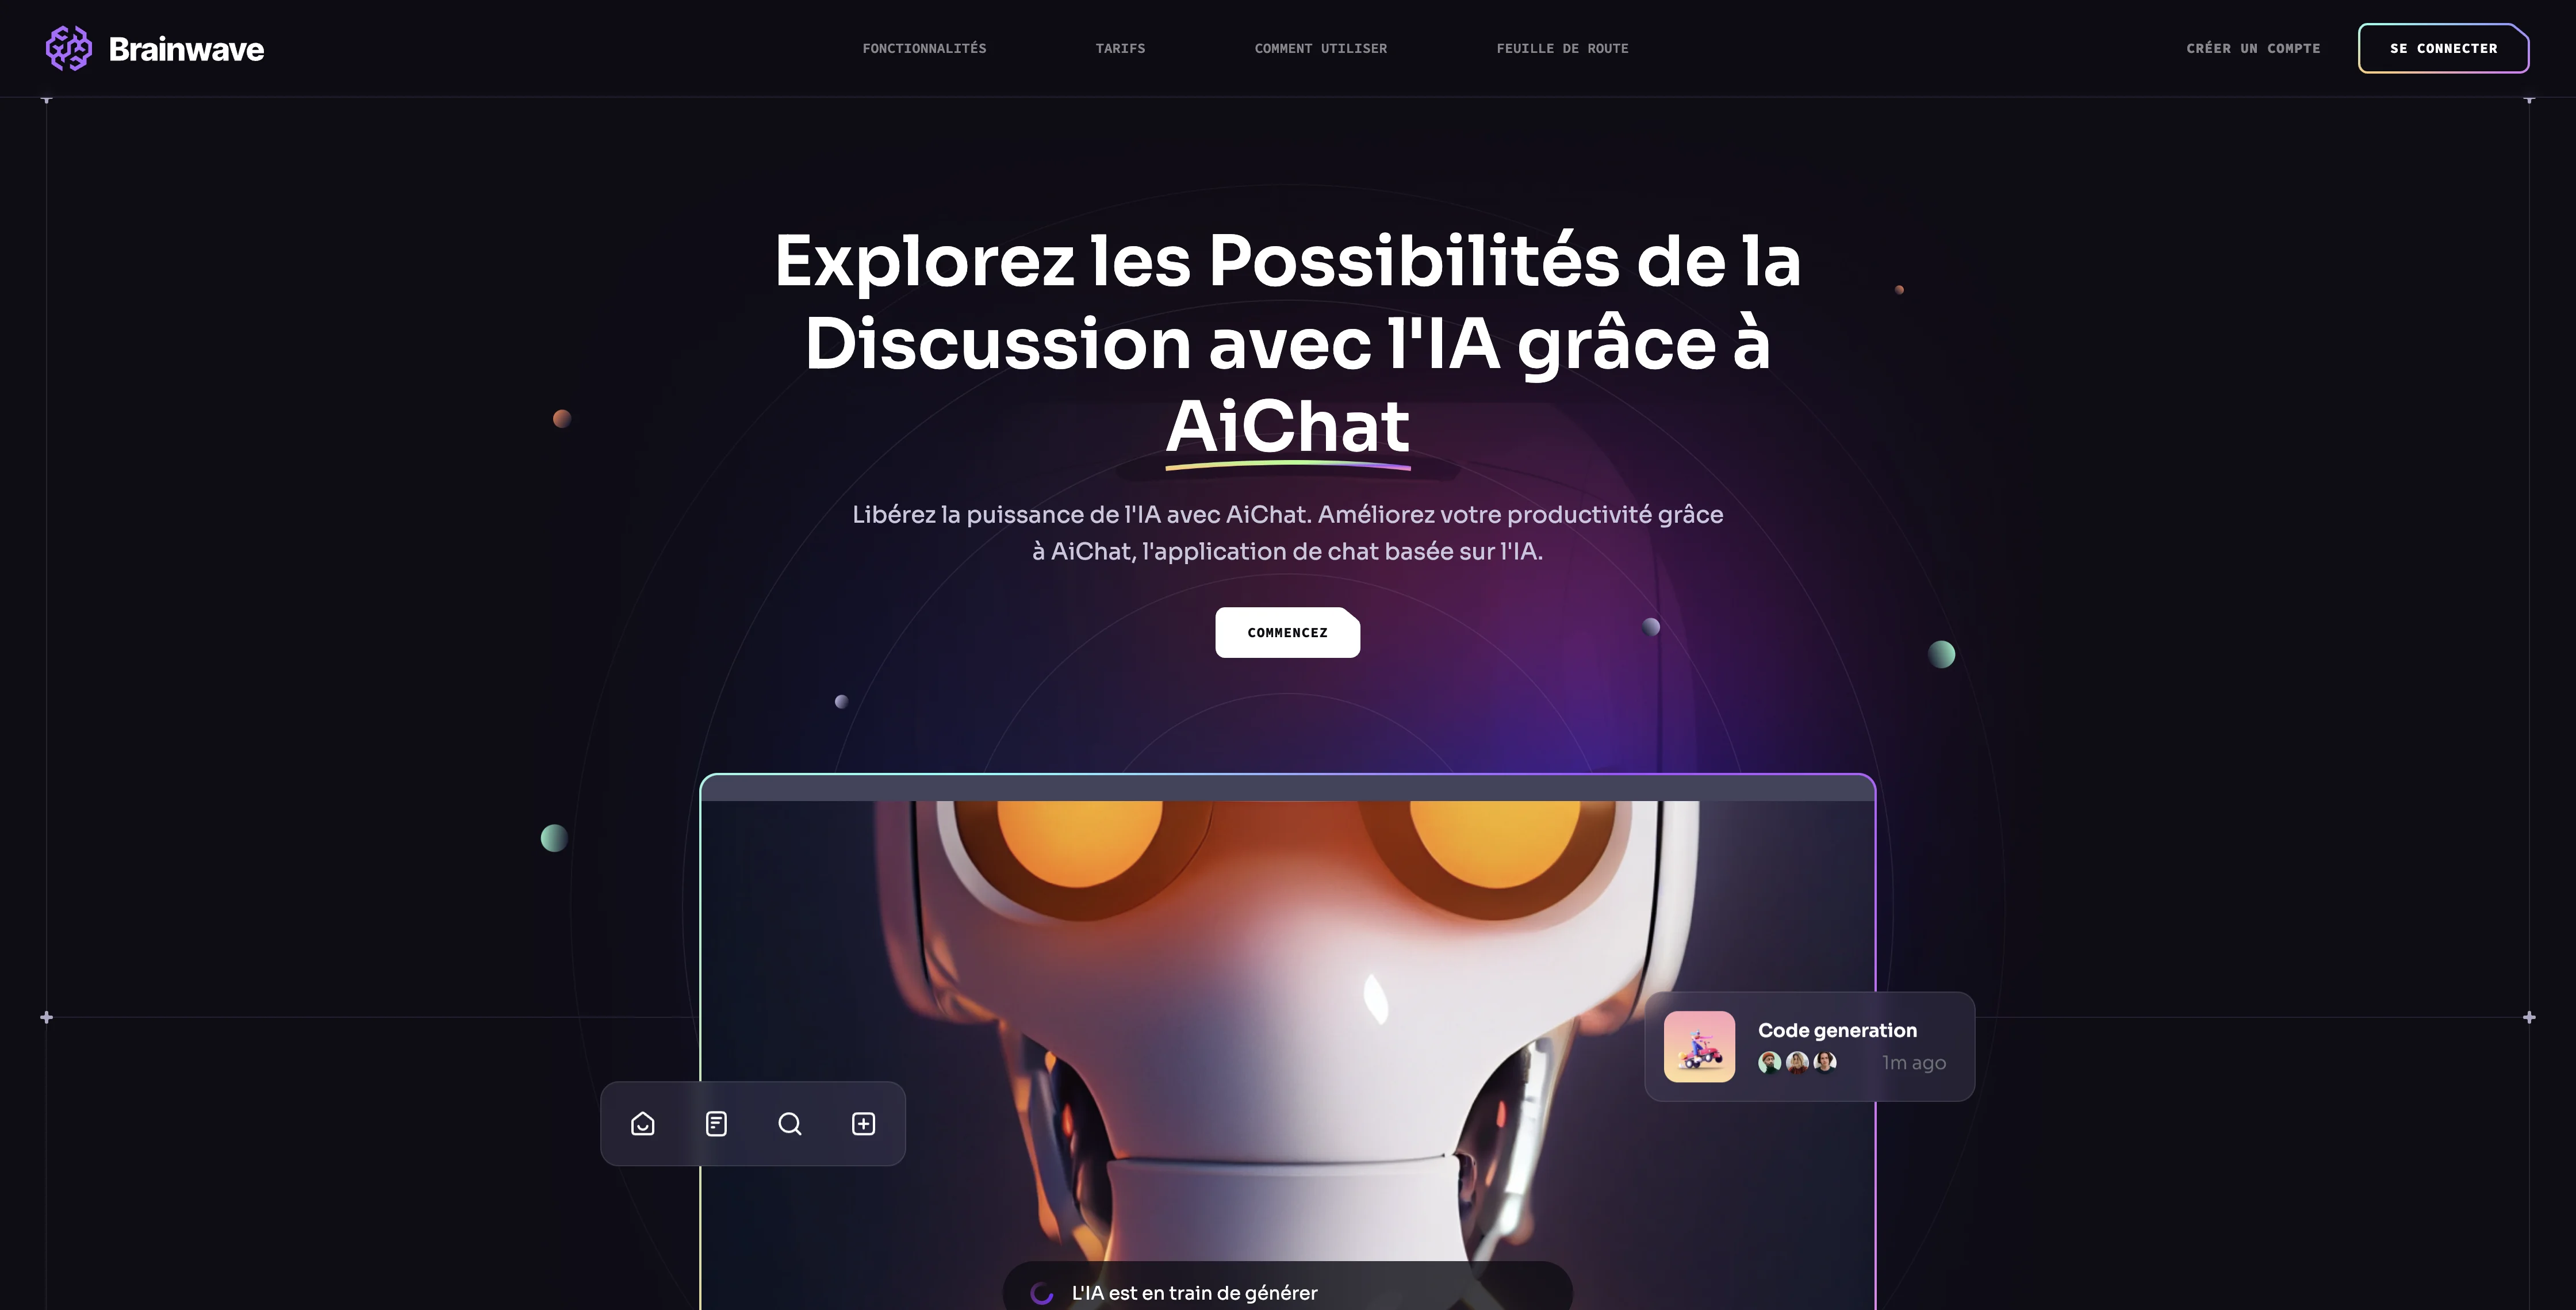 Brainwave
FONCTIONNALITÉS
TARIFS
COMMENT UTILISER
FEUILLE DE ROUTE
CRÉER UN COMPTE
SE CONNECTER
Explorez les Possibilités de la
Discussion avec l'IA grâce à
AiChat
Libérez la puissance de l'IA avec AiChat. Améliorez votre productivité grâce
à AiChat, l'application de chat basée sur l'IA.
COMMENCEZ
Code generation
1m ago
L'IA est en train de générer